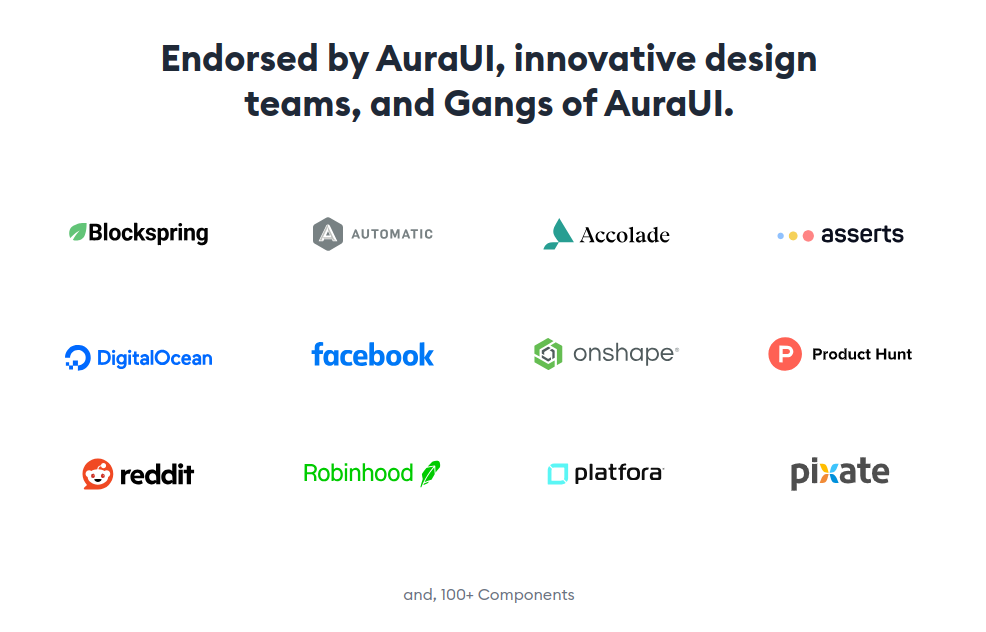 Endorsed by AuraUI, innovative design
teams, and Gangs of AuraUI.
Blockspring
AUTOMATIC
Accolade
asserts
DigitalOcean
facebook
onshape®
Product Hunt
reddit
Robinhood
platfora
pixate
and, 100+ Components